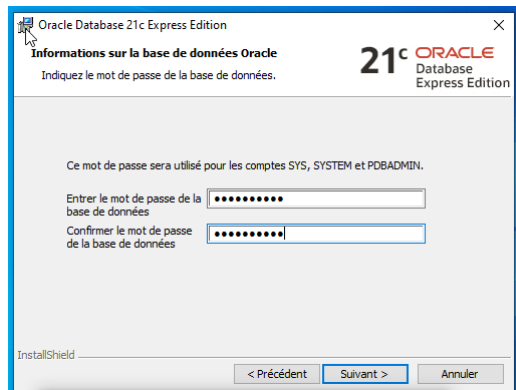 Oracle Database 21c Express Edition
Informations sur la base de données Oracle
Indiquez le mot de passe de la base de données.
21c ORACLE
Database
Express Edition
Ce mot de passe sera utilisé pour les comptes SYS, SYSTEM et PDBADMIN.
Entrer le mot de passe de la
base de données
••••••••••
Confirmer le mot de passe
de la base de données
••••••••••
InstallShield
< Précédent
Suivant >
Annuler